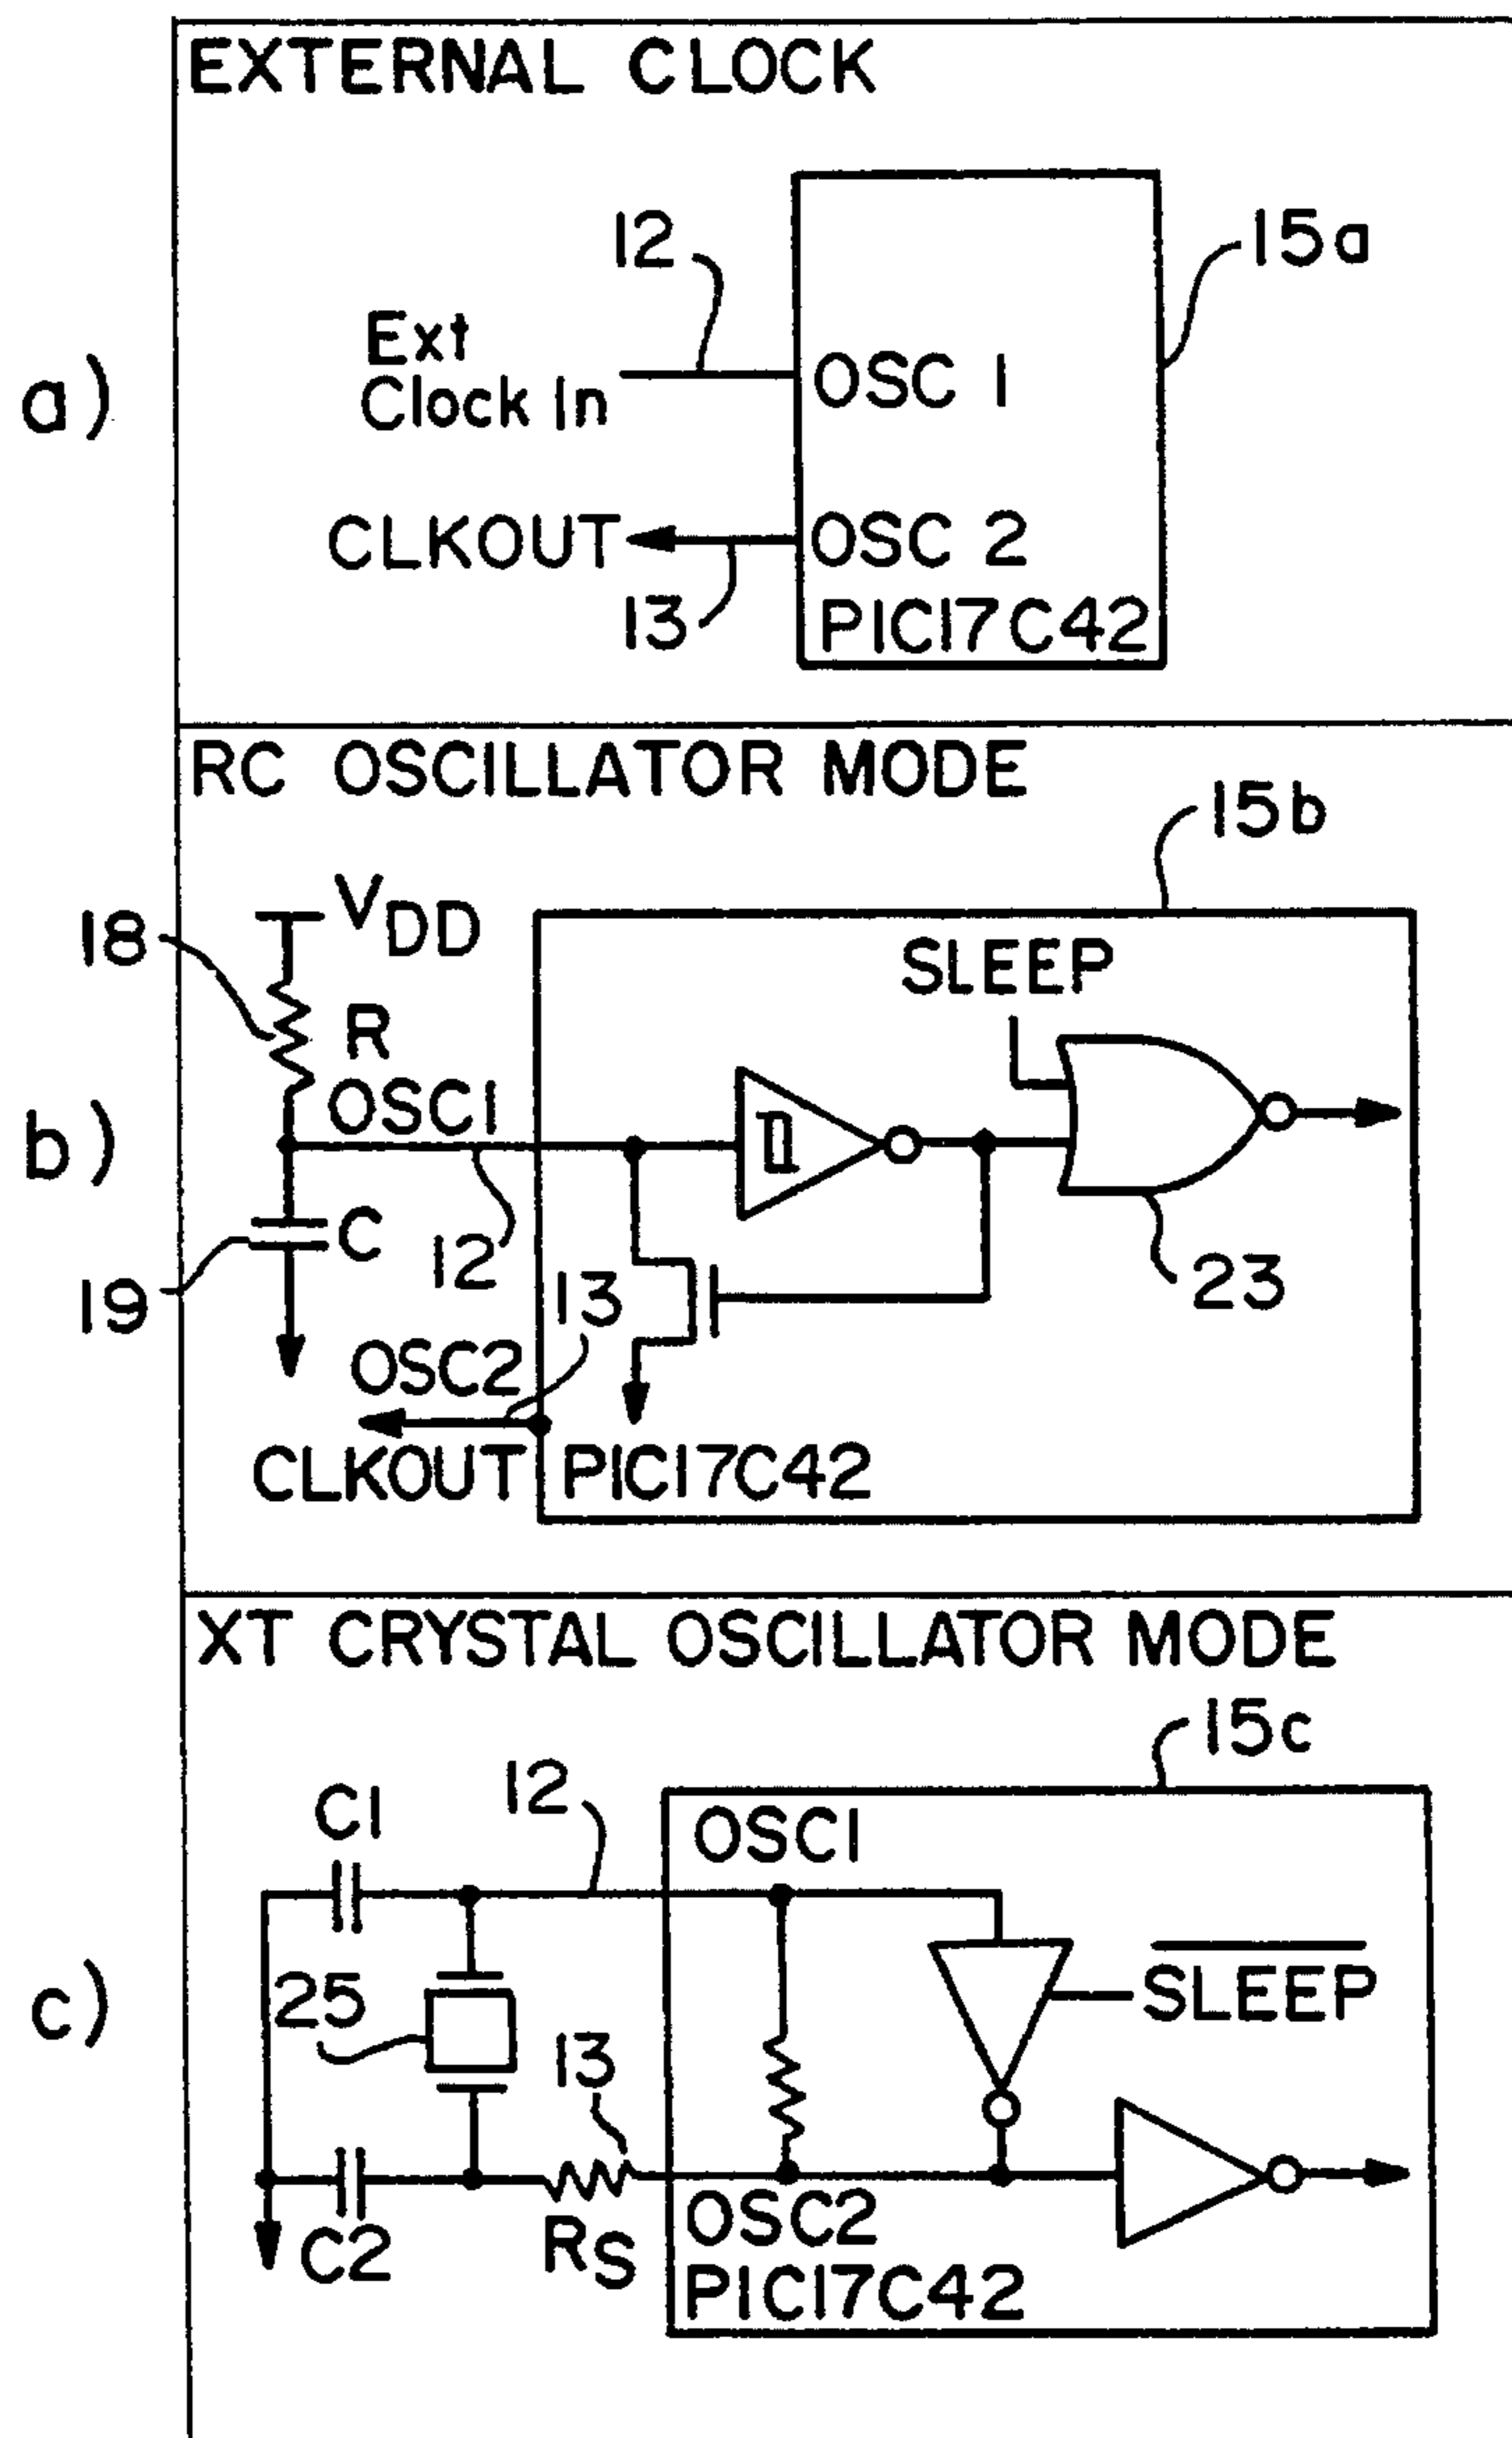 EXTERNAL CLOCK
12
15a
Ext
Clock In
OSC 1
a)
CLKOUT
OSC 2
13
PIC17C42
RC OSCILLATOR MODE
15b
VDD
18
SLEEP
R
OSC1
b)
12
C
19
13
23
OSC2
CLKOUT
PIC17C42
XT CRYSTAL OSCILLATOR MODE
15c
C1
12
OSC1
25
SLEEP
c)
13
C2
RS
OSC2
PIC17C42